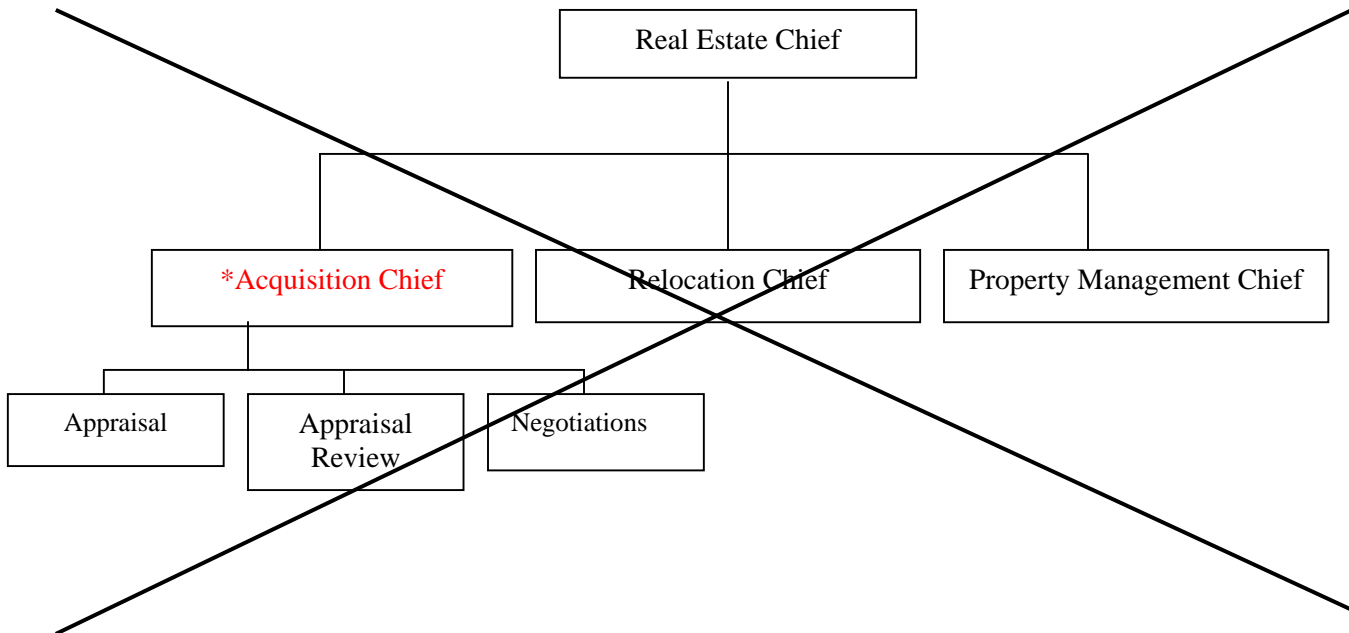 Real Estate Chief
*Acquisition Chief
Relocation Chief
Property Management Chief
Appraisal
Appraisal
Review
Negotiations